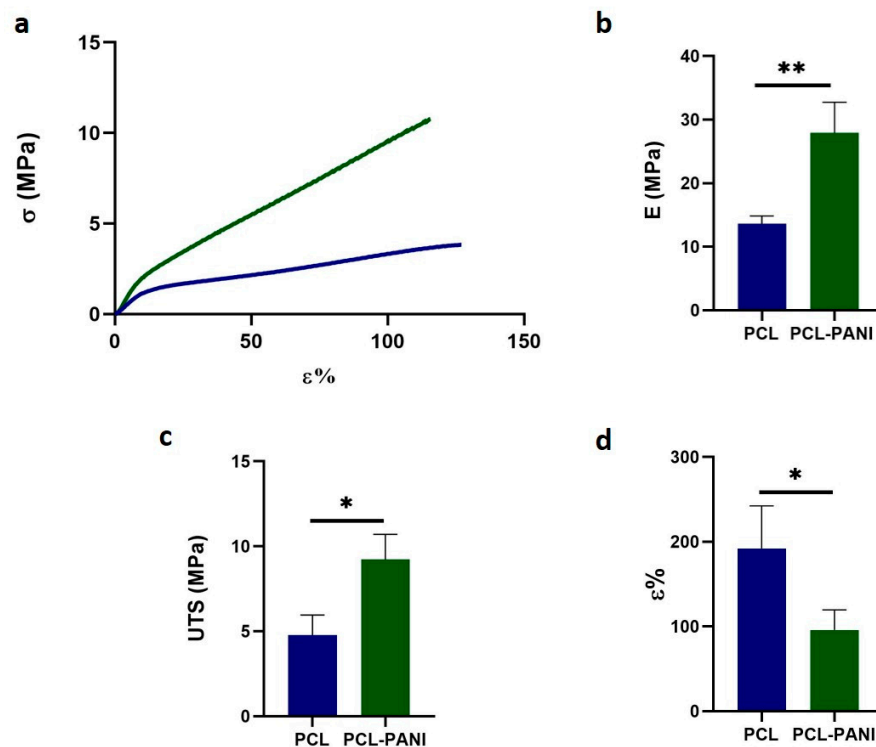 a
15
10
5
0
σ (MPa)
0 50 100 150
ε%
b
40
30
20
10
0
E (MPa)
**
PCL PCL-PANI
c
15
10
5
0
UTS (MPa)
*
PCL PCL-PANI
d
300
200
100
0
ε%
*
PCL PCL-PANI